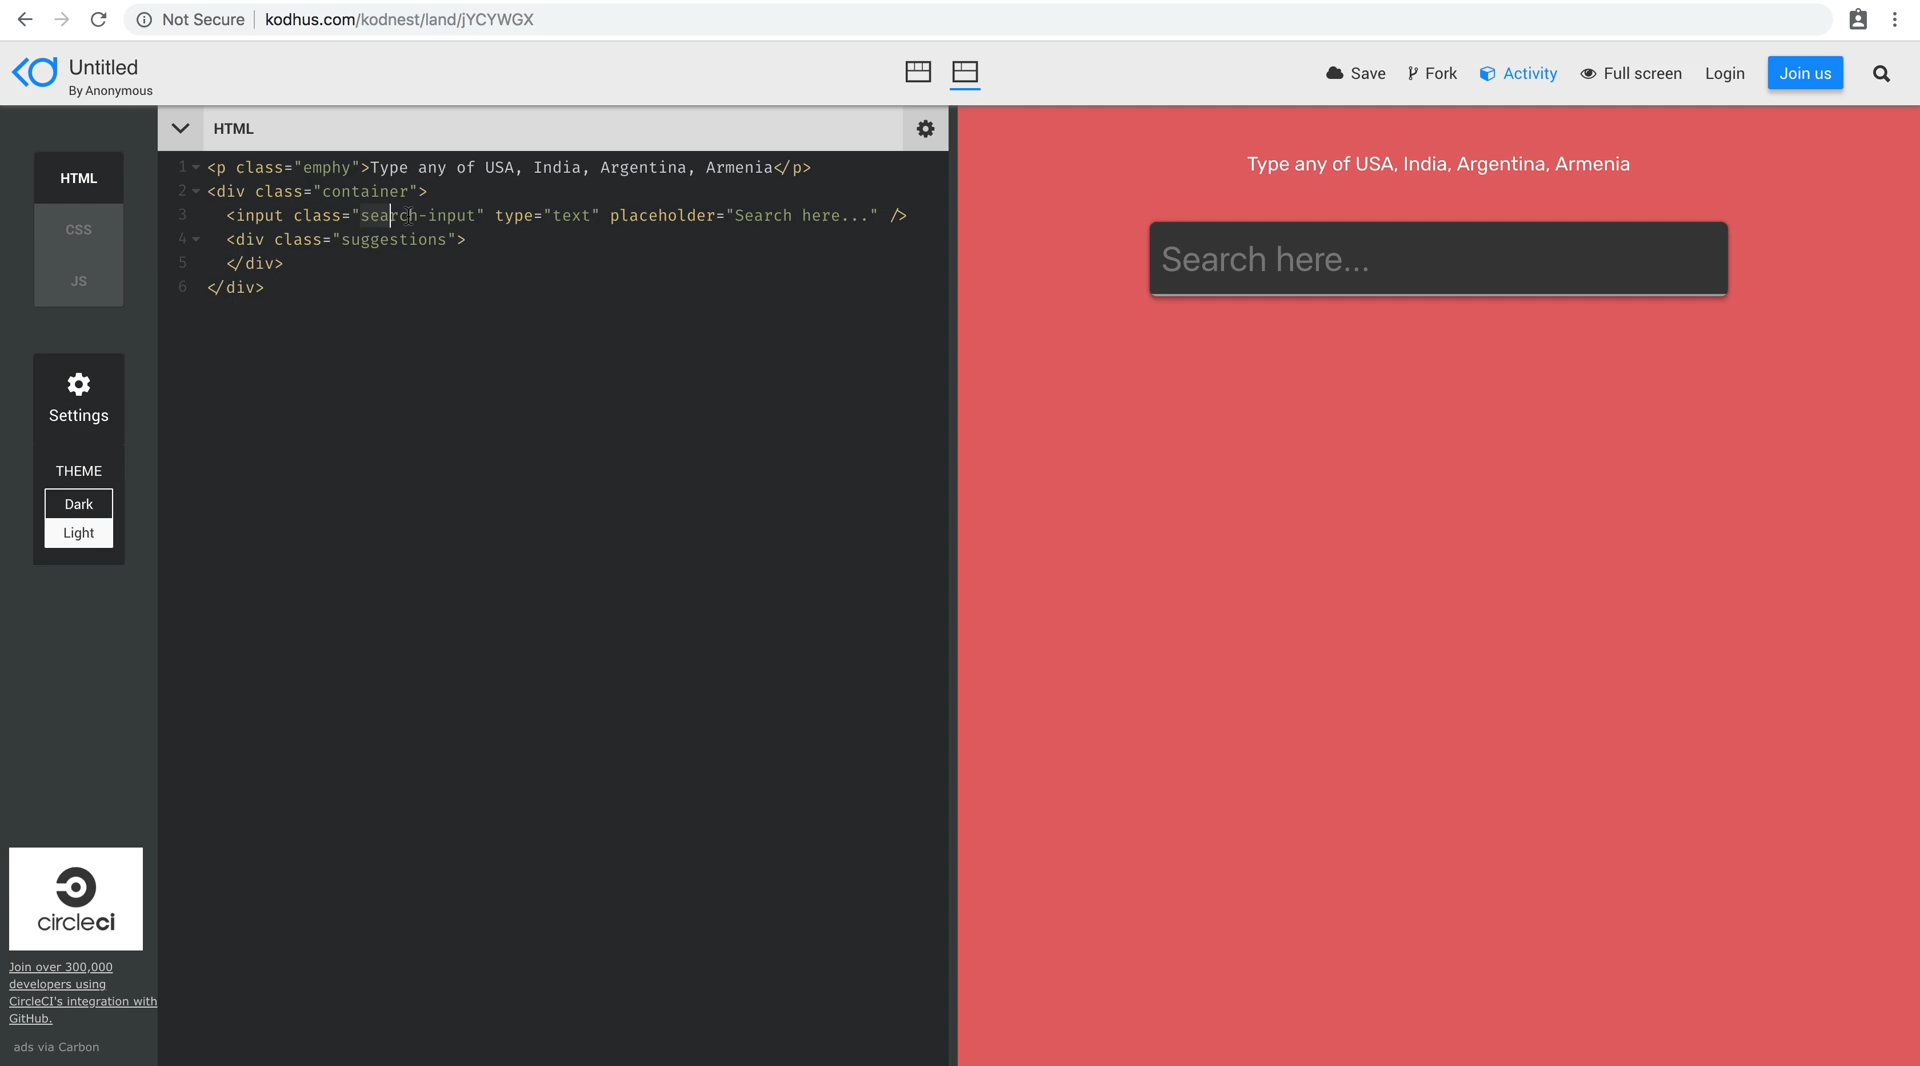 Not Secure | kodhus.com/kodnest/land/jYCYWGX
Untitled
By Anonymous
Save
Fork
Activity
Full screen
Login
Join us
HTML
CSS
JS
Settings
THEME
Dark
Light
circleci
Join over 300,000
developers using
CircleCI's integration with
GitHub.
ads via Carbon
HTML
1 <p class="emphy">Type any of USA, India, Argentina, Armenia</p>
2 <div class="container">
3 <input class="search-input" type="text" placeholder="Search here..." />
4 <div class="suggestions">
5 </div>
6 </div>
Type any of USA, India, Argentina, Armenia
Search here...